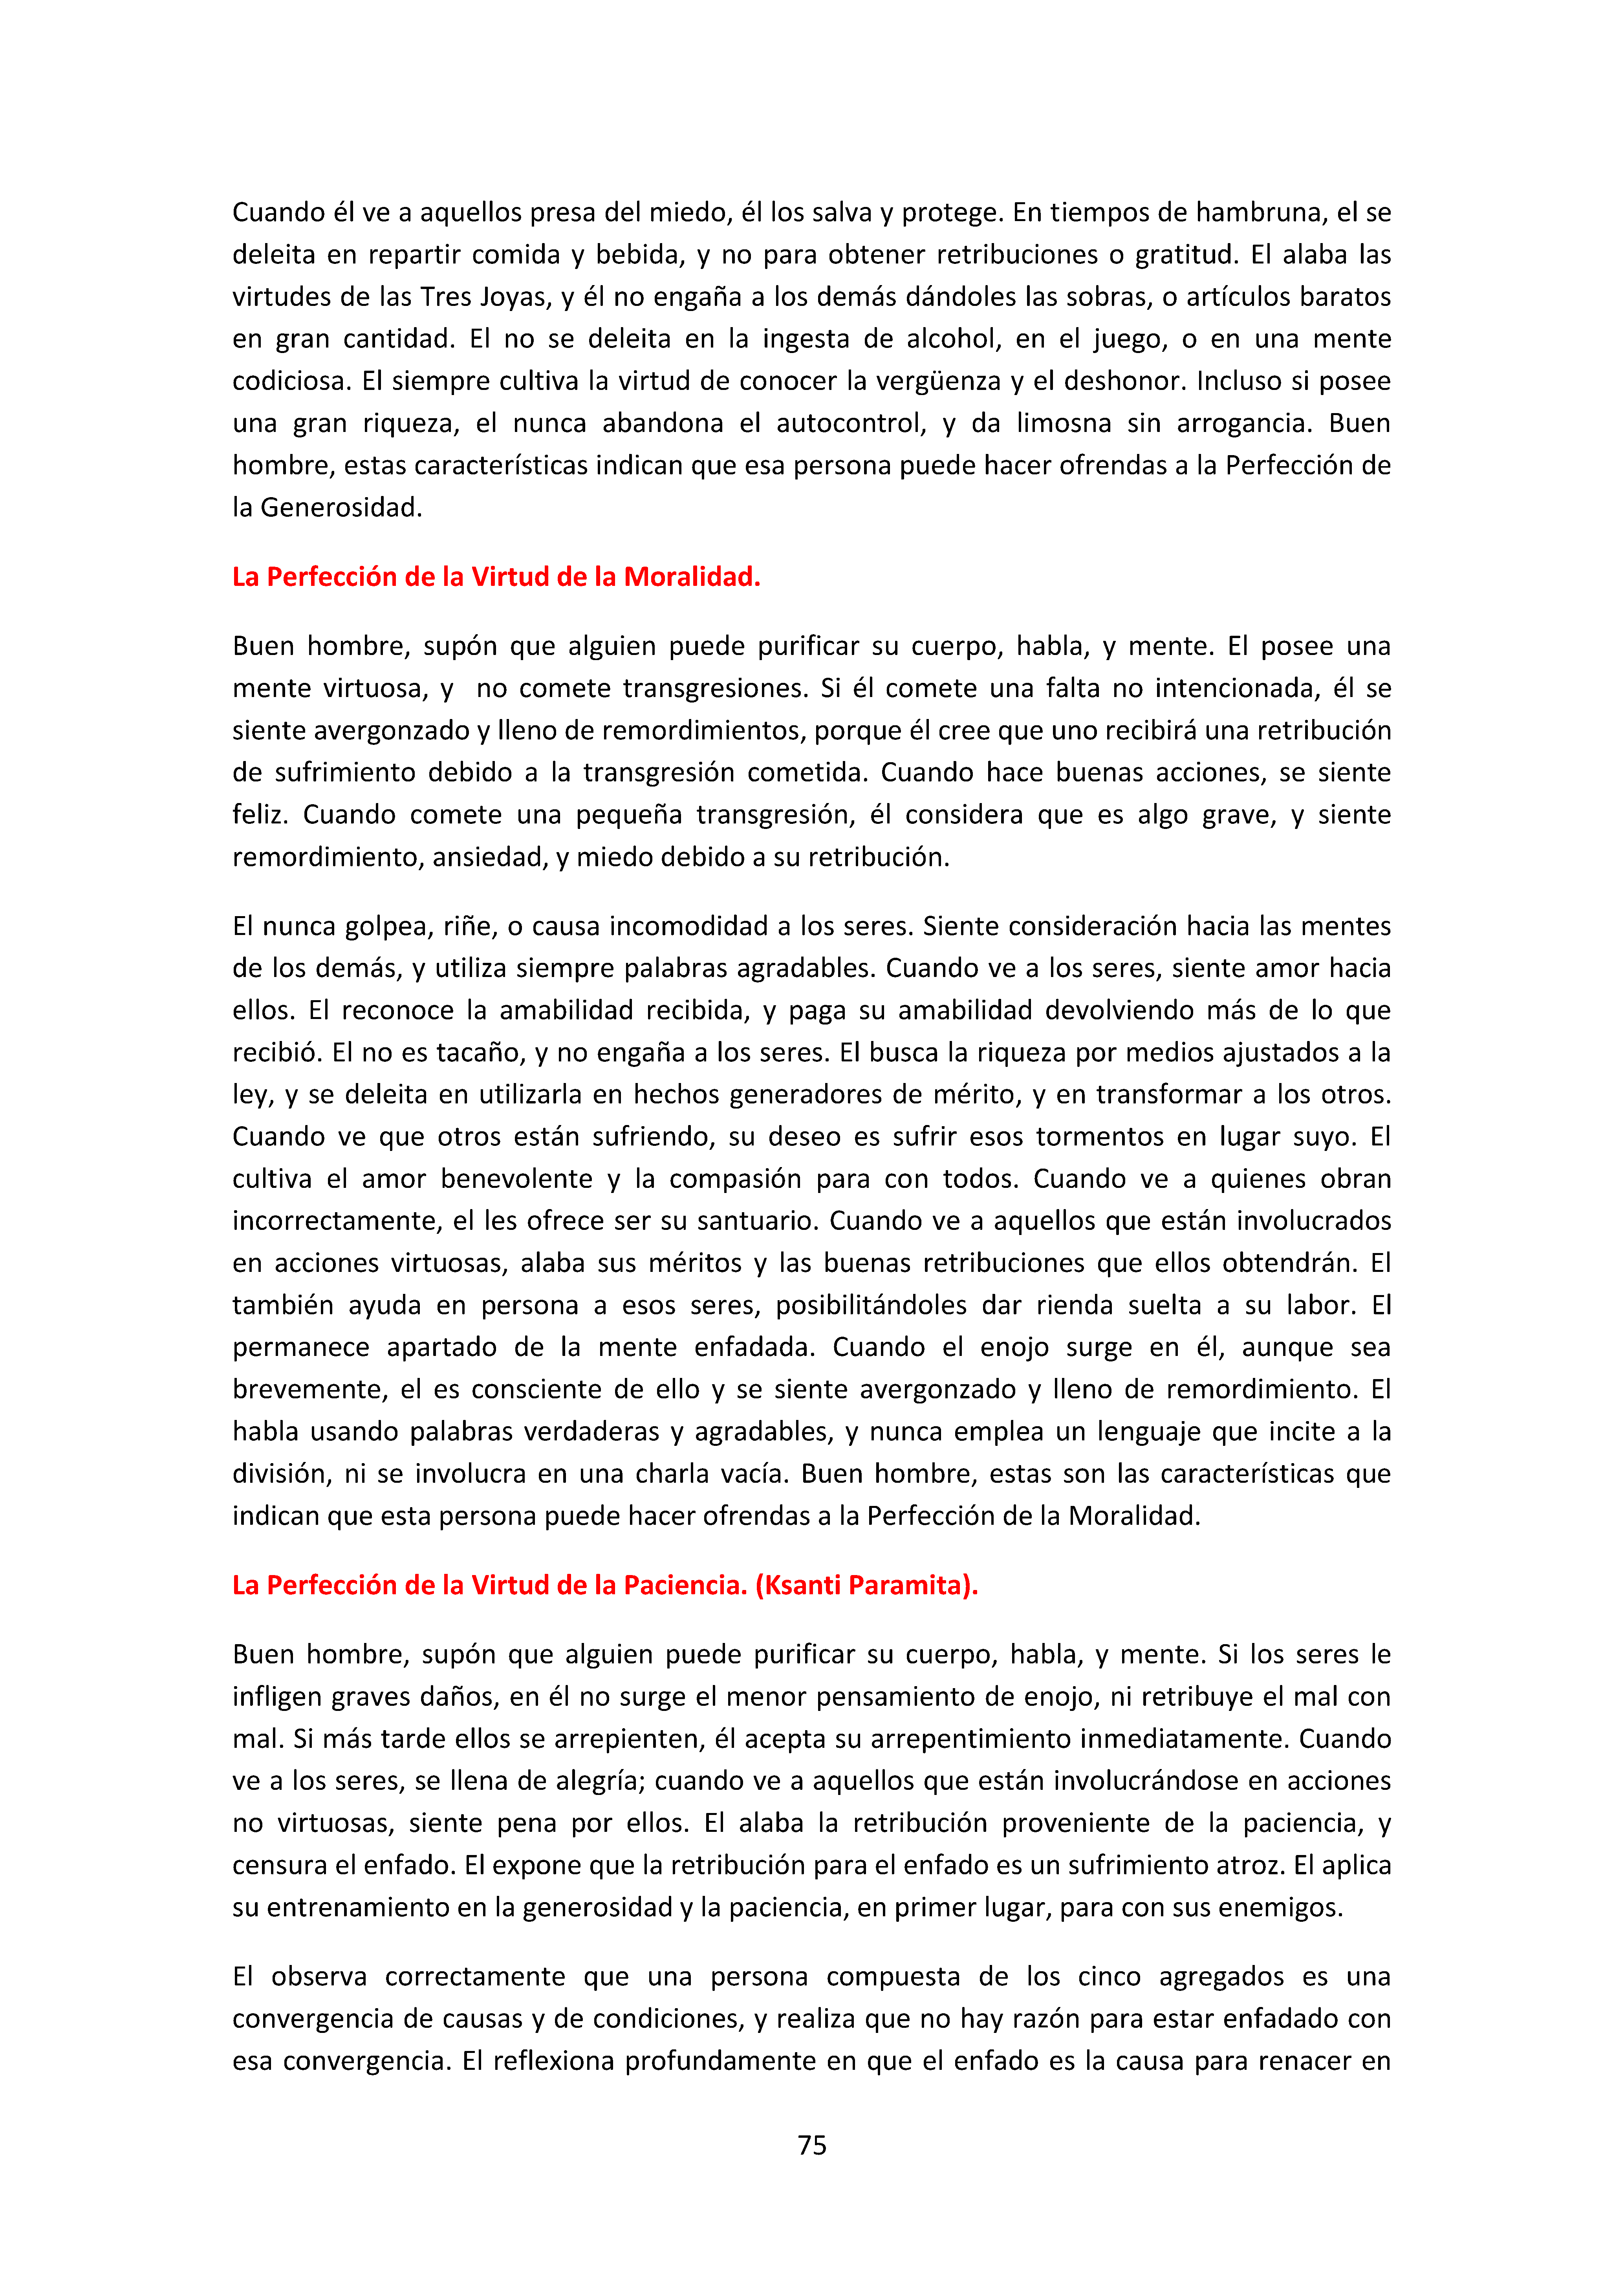 Cuando él ve a aquellos presa del miedo, él los salva y protege. En tiempos de hambruna, el se
deleita en repartir comida y bebida, y no para obtener retribuciones o gratitud. El alaba las
virtudes de las Tres Joyas, y él no engaña a los demás dándoles las sobras, o artículos baratos
en gran cantidad. El no se deleita en la ingesta de alcohol, en el juego, o en una mente
codiciosa. El siempre cultiva la virtud de conocer la vergüenza y el deshonor. Incluso si posee
una gran riqueza, el nunca abandona el autocontrol, y da limosna sin arrogancia. Buen
hombre, estas características indican que esa persona puede hacer ofrendas a la Perfección de
la Generosidad.
La Perfección de la Virtud de la Moralidad.
Buen hombre, supón que alguien puede purificar su cuerpo, habla, y mente. El posee una
mente virtuosa, y  no comete transgresiones. Si él comete una falta no intencionada, él se
siente avergonzado y lleno de remordimientos, porque él cree que uno recibirá una retribución
de sufrimiento debido a la transgresión cometida. Cuando hace buenas acciones, se siente
feliz. Cuando comete una pequeña transgresión, él considera que es algo grave, y siente
remordimiento, ansiedad, y miedo debido a su retribución.
El nunca golpea, riñe, o causa incomodidad a los seres. Siente consideración hacia las mentes
de los demás, y utiliza siempre palabras agradables. Cuando ve a los seres, siente amor hacia
ellos. El reconoce la amabilidad recibida, y paga su amabilidad devolviendo más de lo que
recibió. El no es tacaño, y no engaña a los seres. El busca la riqueza por medios ajustados a la
ley, y se deleita en utilizarla en hechos generadores de mérito, y en transformar a los otros.
Cuando ve que otros están sufriendo, su deseo es sufrir esos tormentos en lugar suyo. El
cultiva el amor benevolente y la compasión para con todos. Cuando ve a quienes obran
incorrectamente, el les ofrece ser su santuario. Cuando ve a aquellos que están involucrados
en acciones virtuosas, alaba sus méritos y las buenas retribuciones que ellos obtendrán. El
también ayuda en persona a esos seres, posibilitándoles dar rienda suelta a su labor. El
permanece apartado de la mente enfadada. Cuando el enojo surge en él, aunque sea
brevemente, el es consciente de ello y se siente avergonzado y lleno de remordimiento. El
habla usando palabras verdaderas y agradables, y nunca emplea un lenguaje que incite a la
división, ni se involucra en una charla vacía. Buen hombre, estas son las características que
indican que esta persona puede hacer ofrendas a la Perfección de la Moralidad.
La Perfección de la Virtud de la Paciencia. (Ksanti Paramita).
Buen hombre, supón que alguien puede purificar su cuerpo, habla, y mente. Si los seres le
infligen graves daños, en él no surge el menor pensamiento de enojo, ni retribuye el mal con
mal. Si más tarde ellos se arrepienten, él acepta su arrepentimiento inmediatamente. Cuando
ve a los seres, se llena de alegría; cuando ve a aquellos que están involucrándose en acciones
no virtuosas, siente pena por ellos. El alaba la retribución proveniente de la paciencia, y
censura el enfado. El expone que la retribución para el enfado es un sufrimiento atroz. El aplica
su entrenamiento en la generosidad y la paciencia, en primer lugar, para con sus enemigos.
El observa correctamente que una persona compuesta de los cinco agregados es una
convergencia de causas y de condiciones, y realiza que no hay razón para estar enfadado con
esa convergencia. El reflexiona profundamente en que el enfado es la causa para renacer en
75